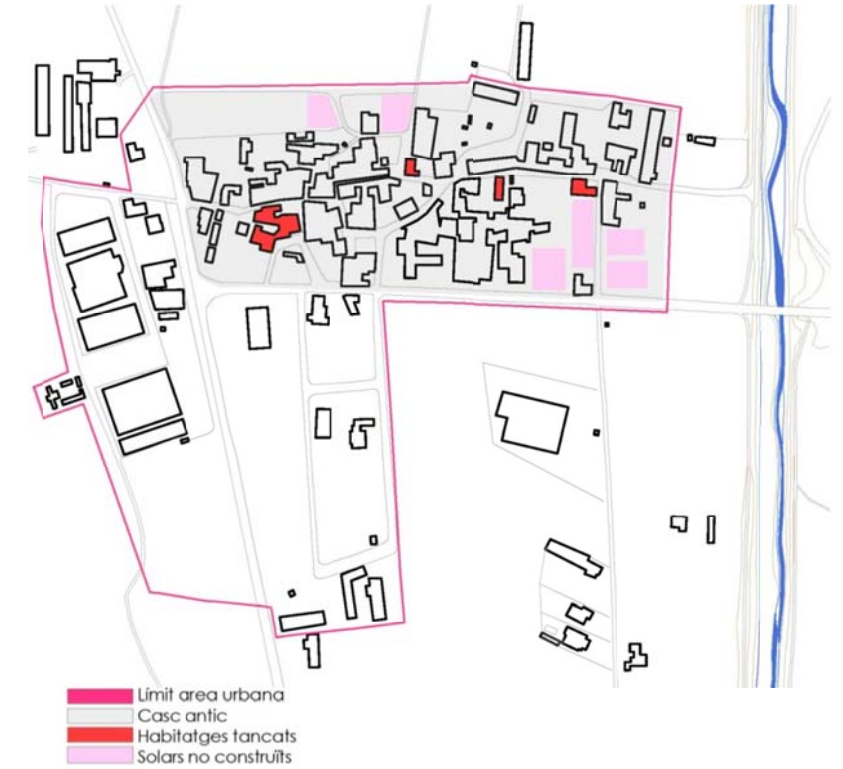 Límit area urbana
Casc antic
Habitatges tancats
Solars no construïts